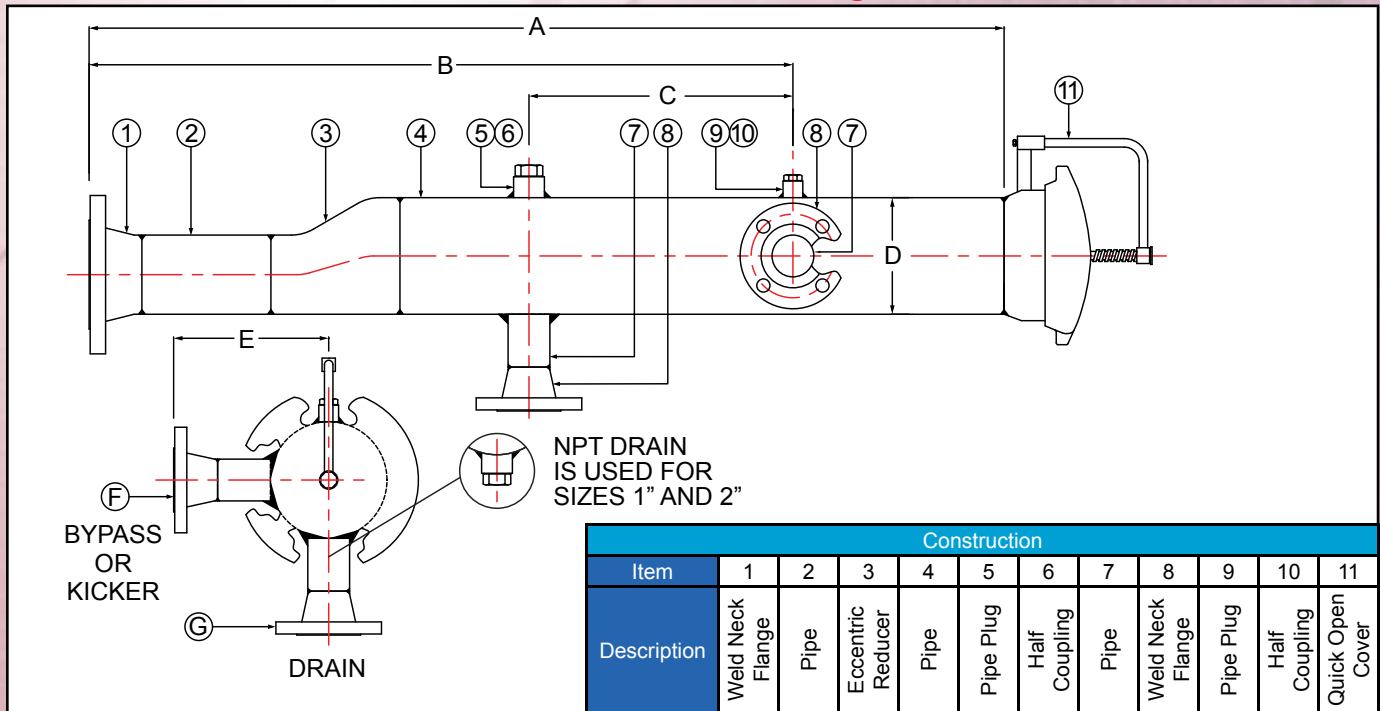 A
B
C
11
1
2
3
4
5 6
7
8
9 10
8
7
D
E
NPT DRAIN
IS USED FOR
SIZES 1” AND 2”
F
BYPASS
OR
KICKER
G
DRAIN
Construction
Item 1 2 3 4 5 6 7 8 9 10 11
Description
Weld Neck
Flange
Pipe
Eccentric
Reducer
Pipe
Pipe Plug
Half
Coupling
Pipe
Weld Neck
Flange
Pipe Plug
Half
Coupling
Quick Open
Cover